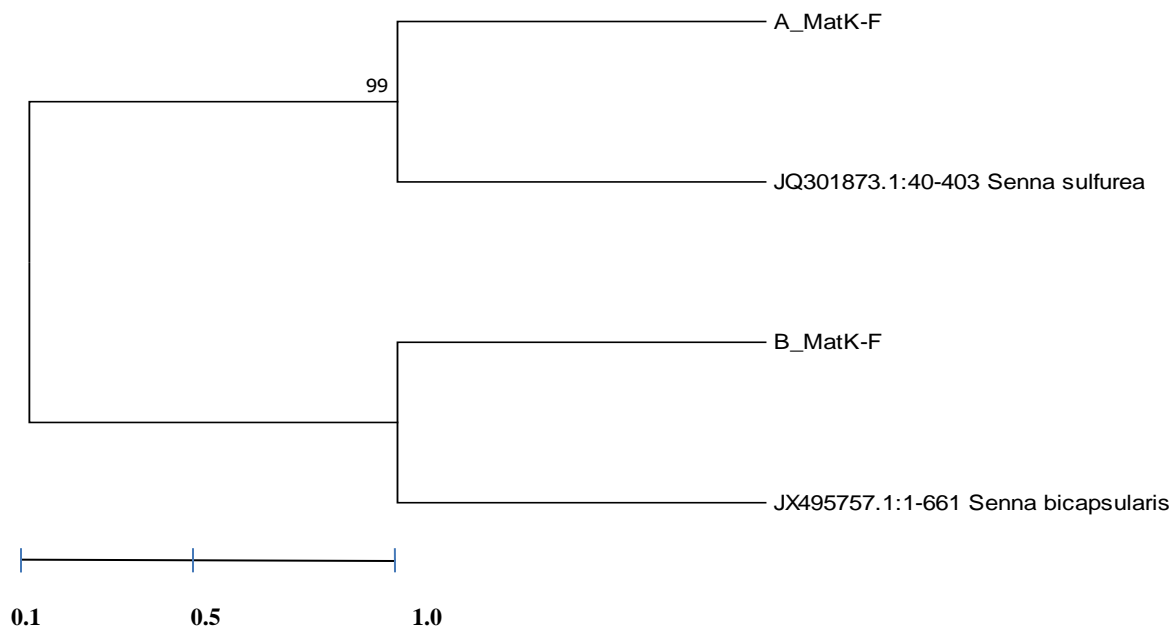 A_MatK-F
99
JQ301873.1:40-403 Senna sulfurea
B_MatK-F
JX495757.1:1-661 Senna bicapsularis
0.1 0.5 1.0